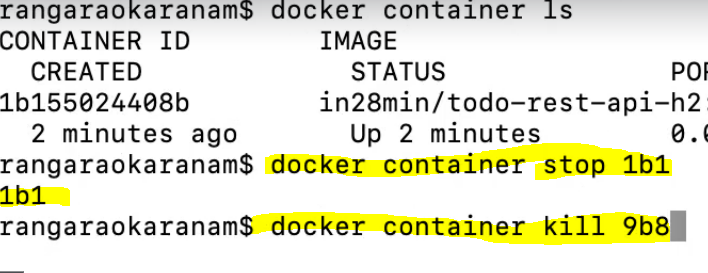 rangaraokaranam$ docker container ls
CONTAINER ID IMAGE
CREATED STATUS
1b155024408b in28min/todo-rest-api-h2:
2 minutes ago Up 2 minutes 0.0
rangaraokaranam$ docker container stop 1b1
1b1
rangaraokaranam$ docker container kill 9b8